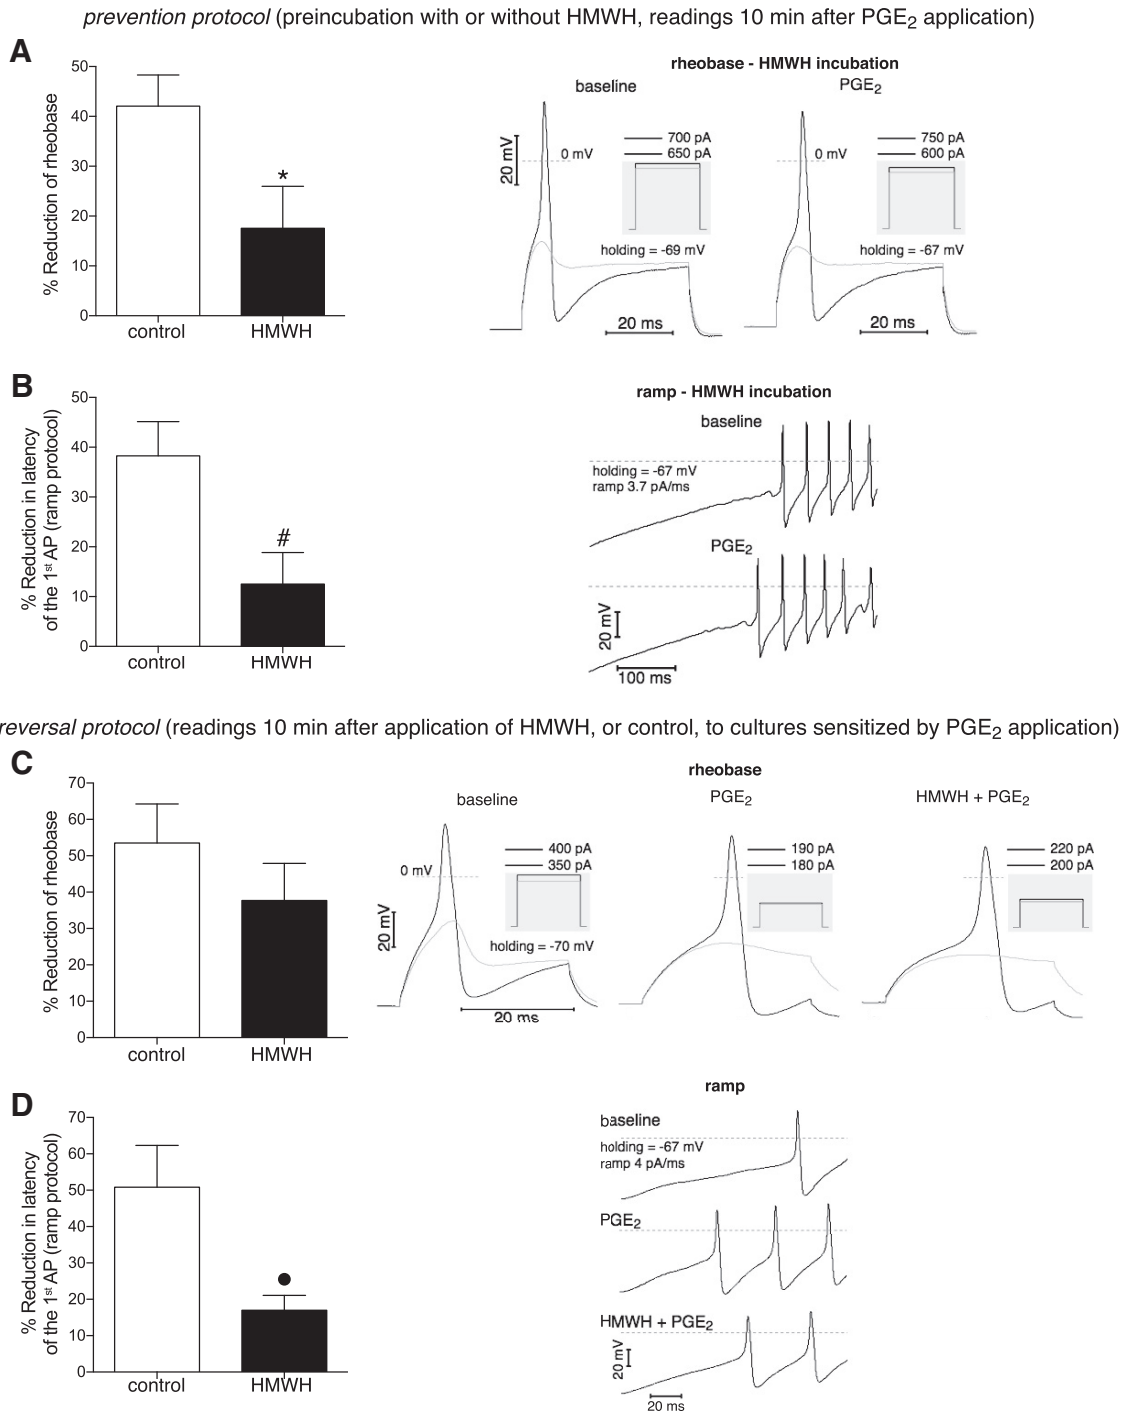 prevention protocol (preincubation with or without HMWH, readings 10 min after PGE2 application)
A
% Reduction of rheobase
50
40
30
20
10
0
*
control
HMWH
rheobase - HMWH incubation
baseline
PGE2
20 mV
0 mV
700 pA
650 pA
holding = -69 mV
20 ms
0 mV
750 pA
600 pA
holding = -67 mV
20 ms
B
% Reduction in latency
of the 1st AP (ramp protocol)
50
40
30
20
10
0
#
control
HMWH
ramp - HMWH incubation
baseline
holding = -67 mV
ramp 3.7 pA/ms
PGE2
20 mV
100 ms
reversal protocol (readings 10 min after application of HMWH, or control, to cultures sensitized by PGE2 application)
C
% Reduction of rheobase
70
60
50
40
30
20
10
0
control
HMWH
rheobase
baseline
PGE2
HMWH + PGE2
0 mV
20 mV
400 pA
350 pA
holding = -70 mV
20 ms
190 pA
180 pA
220 pA
200 pA
D
% Reduction in latency
of the 1st AP (ramp protocol)
70
60
50
40
30
20
10
0
control
HMWH
ramp
baseline
holding = -67 mV
ramp 4 pA/ms
PGE2
HMWH + PGE2
20 mV
20 ms